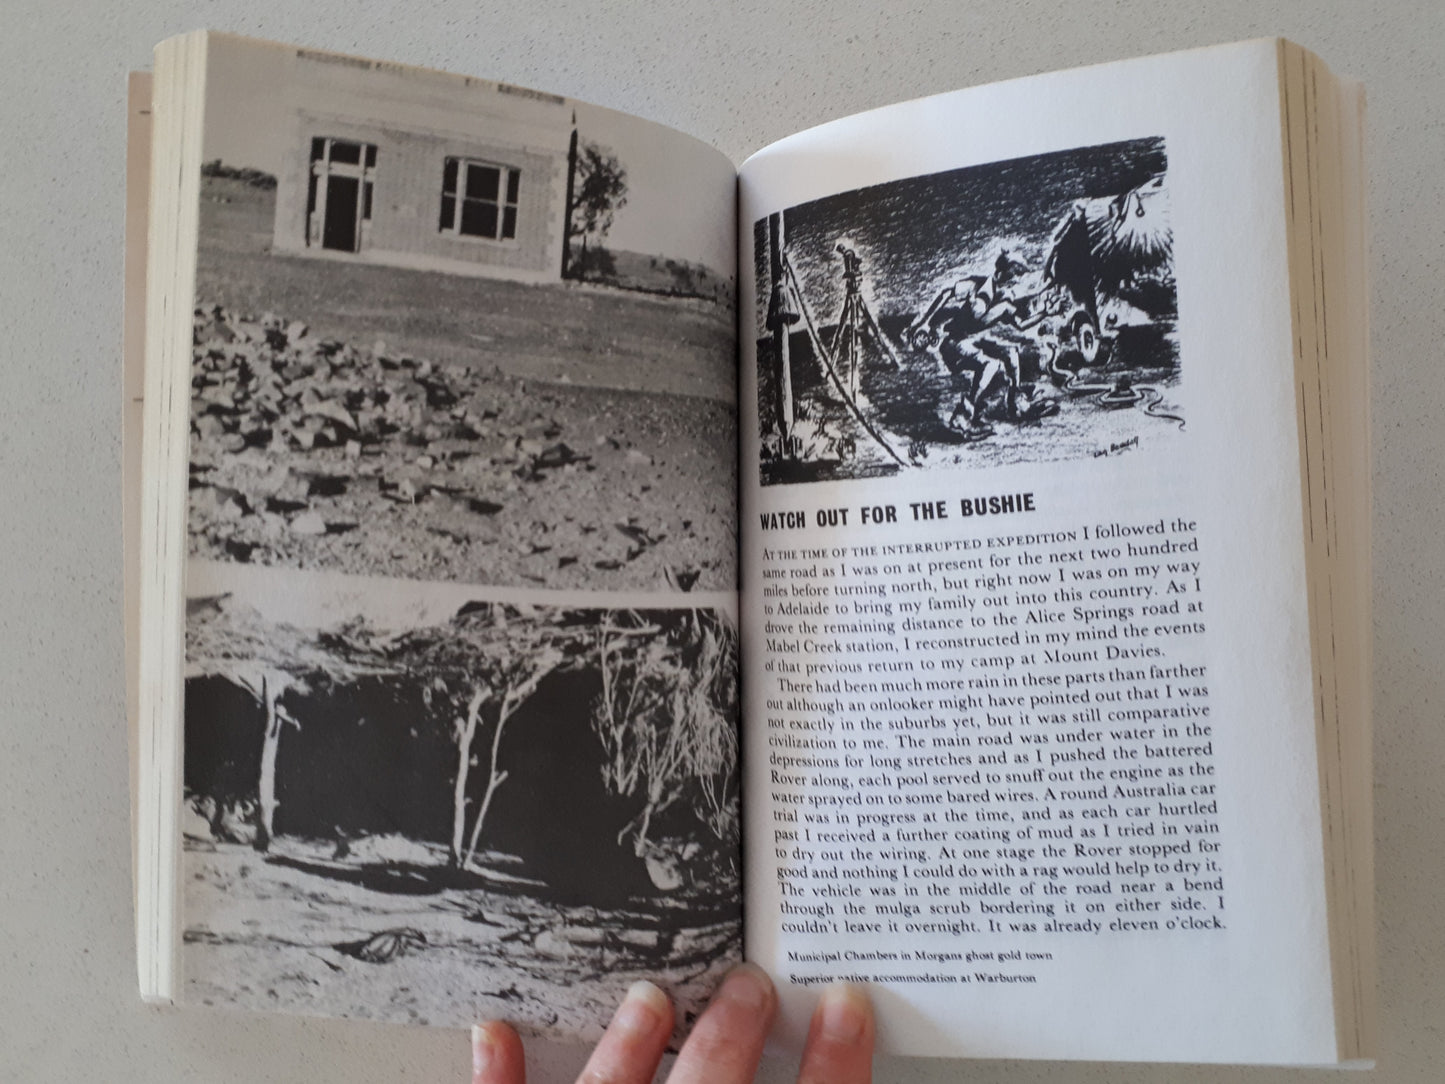 WATCH OUT FOR THE BUSHIE
AT THE TIME OF THE INTERRUPTED EXPEDITION I followed the
same road as I was on at present for the next two hundred
miles before turning north, but right now I was on my way
to Adelaide to bring my family out into this country. As I
drove the remaining distance to the Alice Springs road at
Mabel Creek station, I reconstructed in my mind the events
of that previous return to my camp at Mount Davies.
There had been much more rain in these parts than farther
out although an onlooker might have pointed out that I was
not exactly in the suburbs yet, but it was still comparative
civilization to me. The main road was under water in the
depressions for long stretches and as I pushed the battered
Rover along, each pool served to snuff out the engine as the
water sprayed on to some bared wires. A round Australia car
trial was in progress at the time, and as each car hurtled
past I received a further coating of mud as I tried in vain
to dry out the wiring. At one stage the Rover stopped for
good and nothing I could do with a rag would help to dry it.
The vehicle was in the middle of the road near a bend
through the mulga scrub bordering it on either side. I
couldn't leave it overnight. It was already eleven o'clock.
Municipal Chambers in Morgans ghost gold town
Superior native accommodation at Warburton